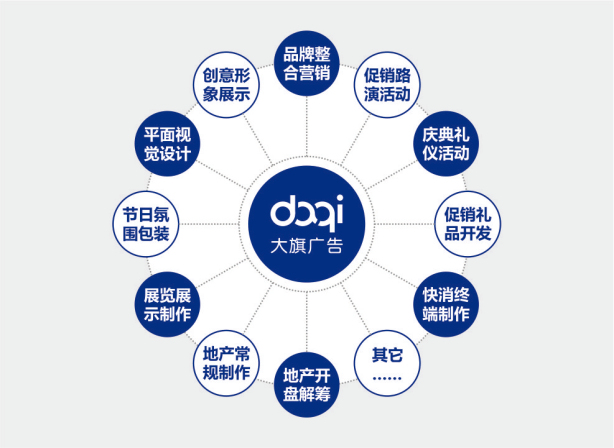 品牌整
合营销
促销路
演活动
庆典礼
仪活动
促销礼
品开发
快消终
端制作
其它
......
地产开
盘解筹
地产常
规制作
展览展
示制作
节日氛
围包装
平面视
觉设计
创意形
象展示
daqi
大旗广告